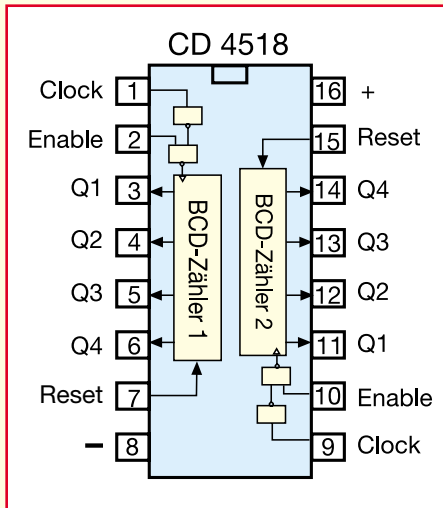 CD 4518
Clock 1 16 +
Enable 2 15 Reset
Q1 3 14 Q4
Q2 4 13 Q3
Q3 5 12 Q2
Q4 6 11 Q1
Reset 7 10 Enable
– 8 9 Clock
BCD-Zähler 1
BCD-Zähler 2